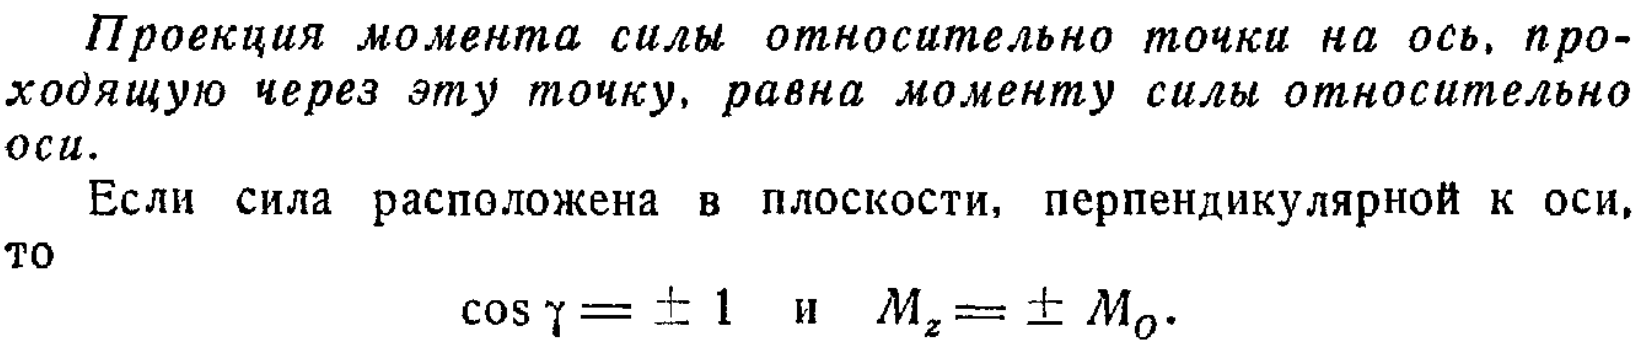 Проекция момента силы относительно точки на ось, про-
ходящую через эту точку, равна моменту силы относительно
оси.
Если сила расположена в плоскости, перпендикулярной к оси,
то
cos γ = ± 1 и M_z = ± M_O.